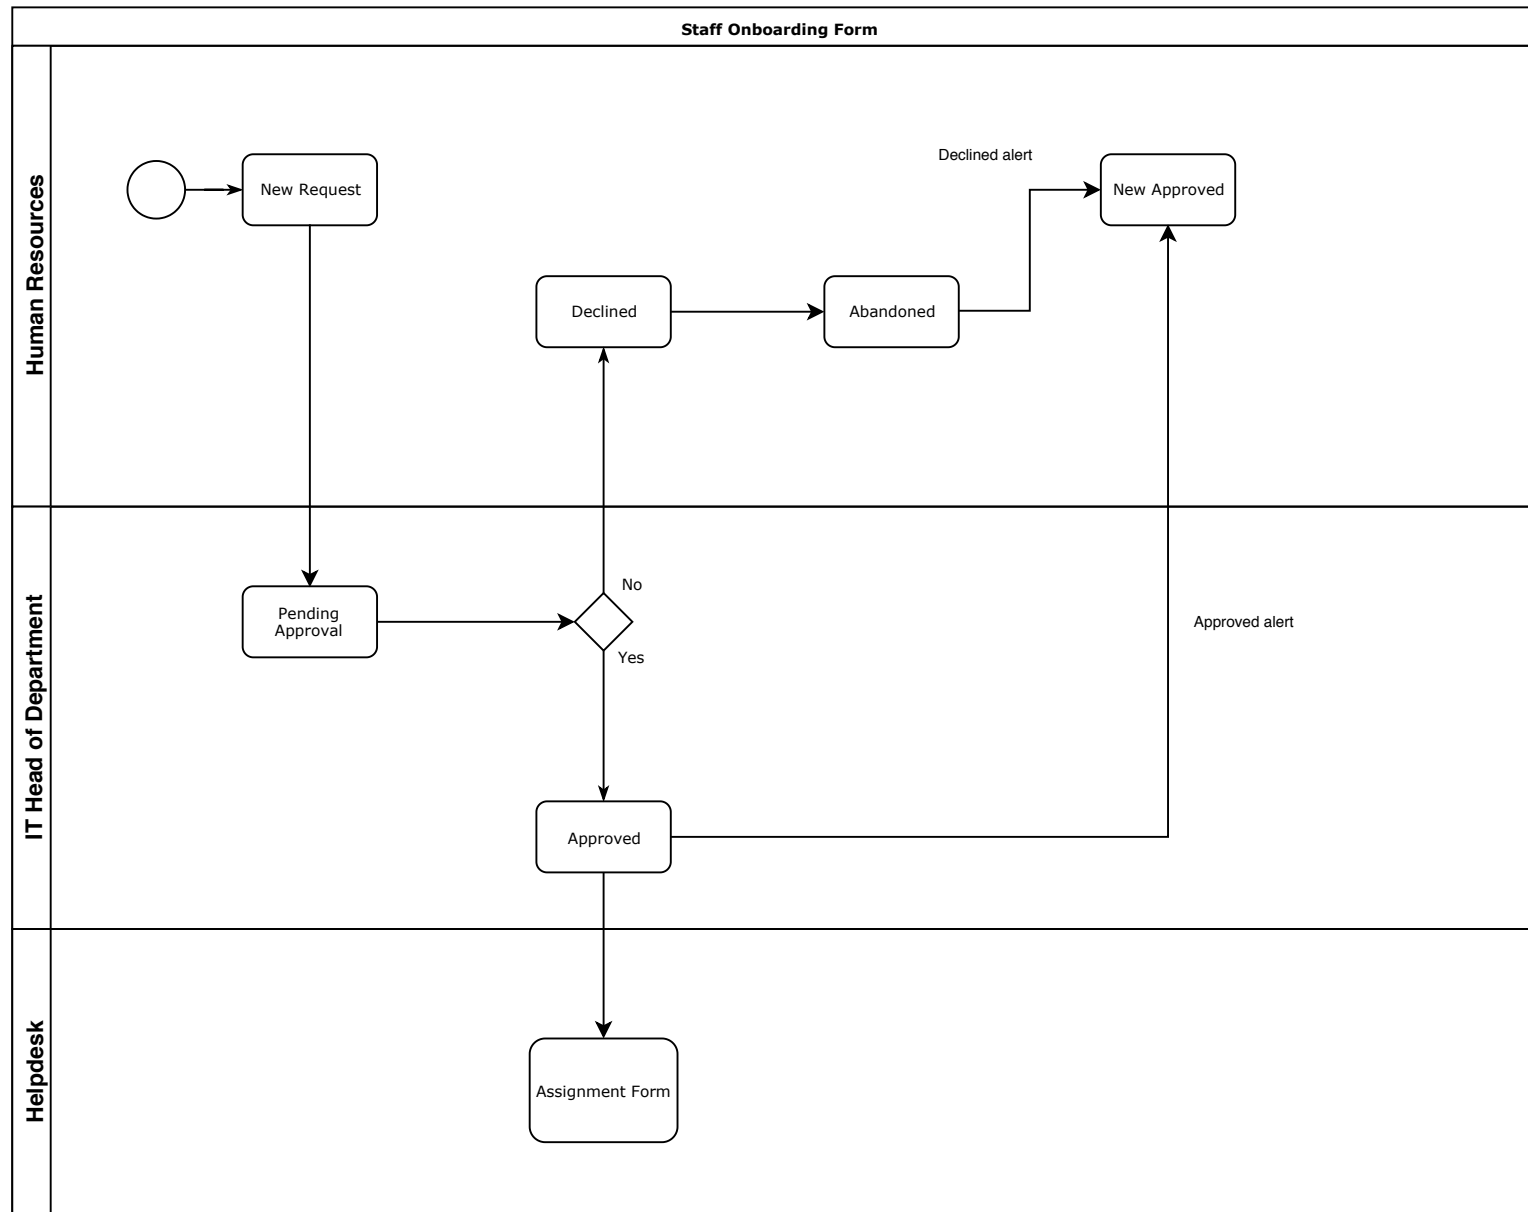 Staff Onboarding Form
Human Resources
New Request
Declined alert
New Approved
Declined
Abandoned
IT Head of Department
Pending
Approval
No
Yes
Approved alert
Approved
Helpdesk
Assignment Form